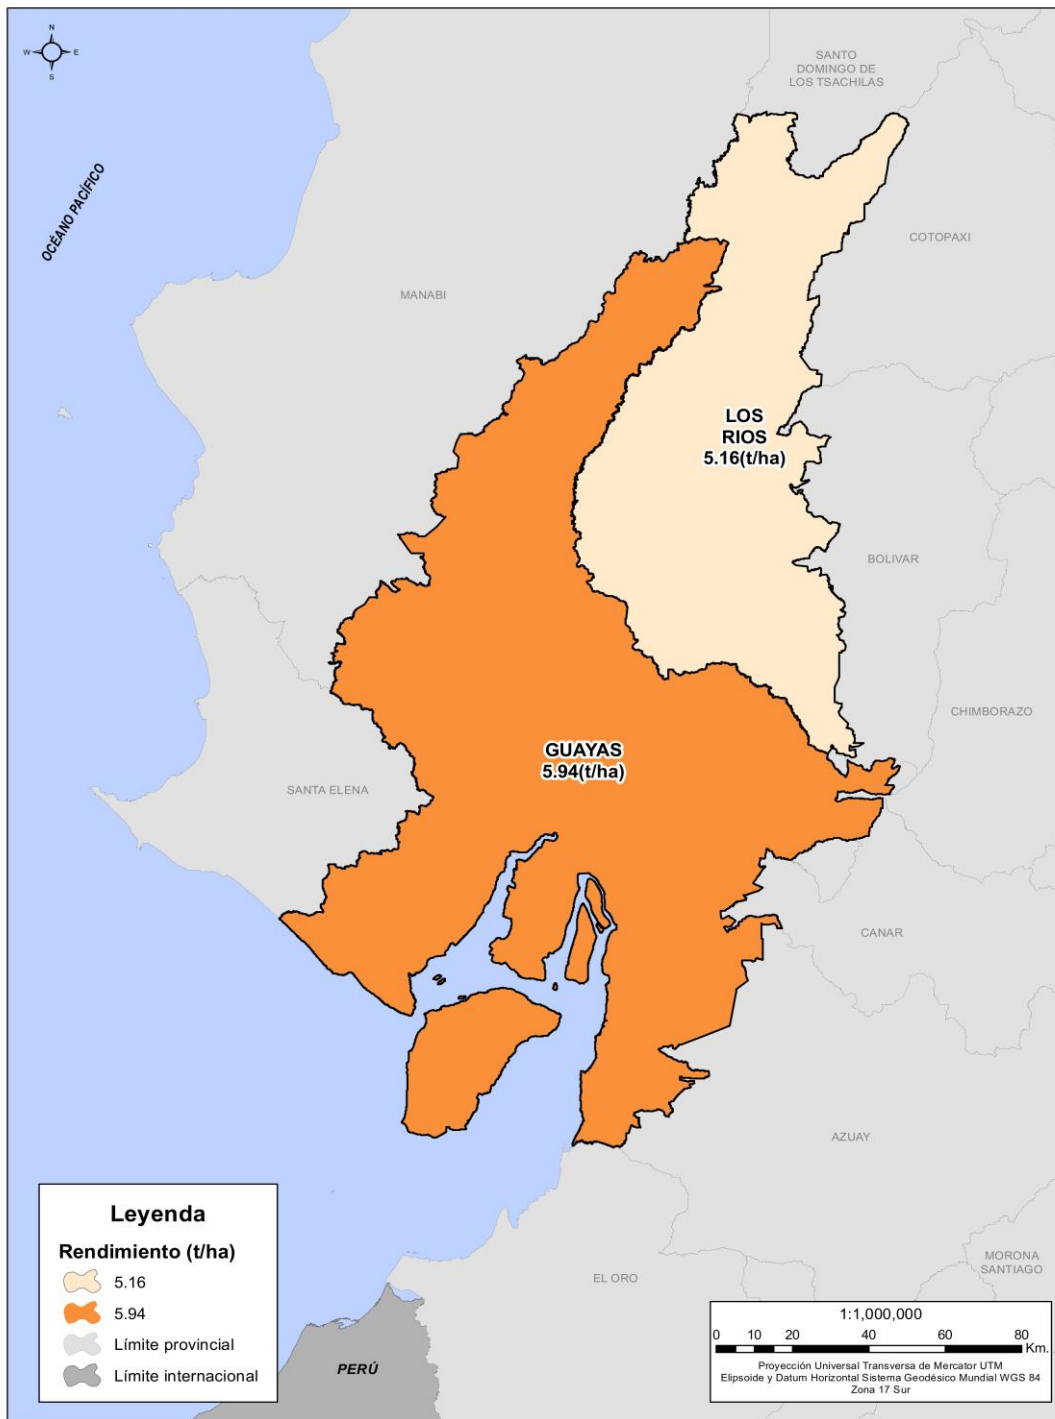 N
W E
S
SANTO
DOMINGO DE
LOS TSACHILAS
OCÉANO PACÍFICO
COTOPAXI
MANABI
LOS
RIOS
5.16(t/ha)
BOLIVAR
CHIMBORAZO
GUAYAS
5.94(t/ha)
SANTA ELENA
CANAR
AZUAY
Leyenda
Rendimiento (t/ha)
5.16
5.94
Límite provincial
Límite internacional
MORONA
SANTIAGO
EL ORO
PERÚ
1:1,000,000
0 10 20 40 60 80
Km.
Proyección Universal Transversa de Mercator UTM
Elipsoide y Datum Horizontal Sistema Geodésico Mundial WGS 84
Zona 17 Sur